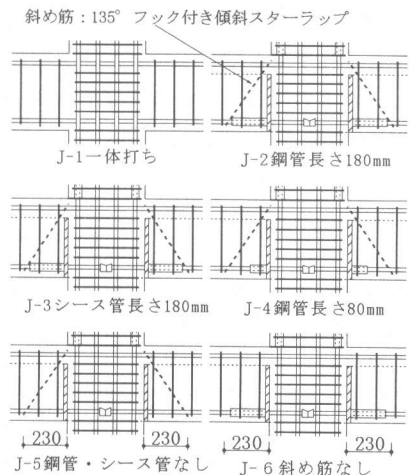 斜め筋：135°フック付き傾斜スターラップ
J-1一体打ち
J-2鋼管長さ180mm
J-3シース管長さ180mm
J-4鋼管長さ80mm
230
230
J-5鋼管・シース管なし
230
230
J-6斜め筋なし